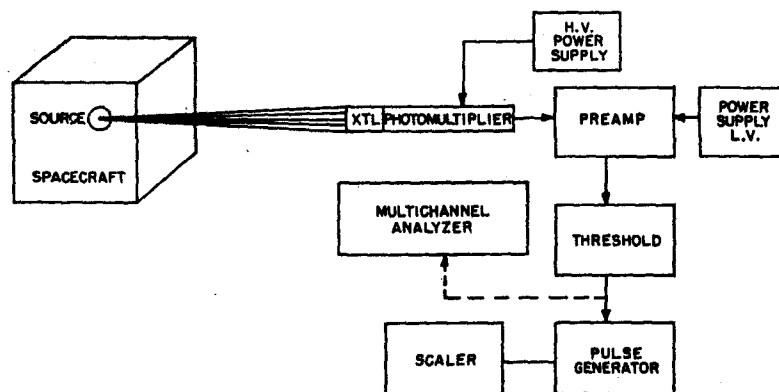 H.V.
POWER
SUPPLY
SOURCE
XTL
PHOTOMULTIPLIER
PREAMP
POWER
SUPPLY
L.V.
SPACECRAFT
MULTICHANNEL
ANALYZER
THRESHOLD
SCALER
PULSE
GENERATOR